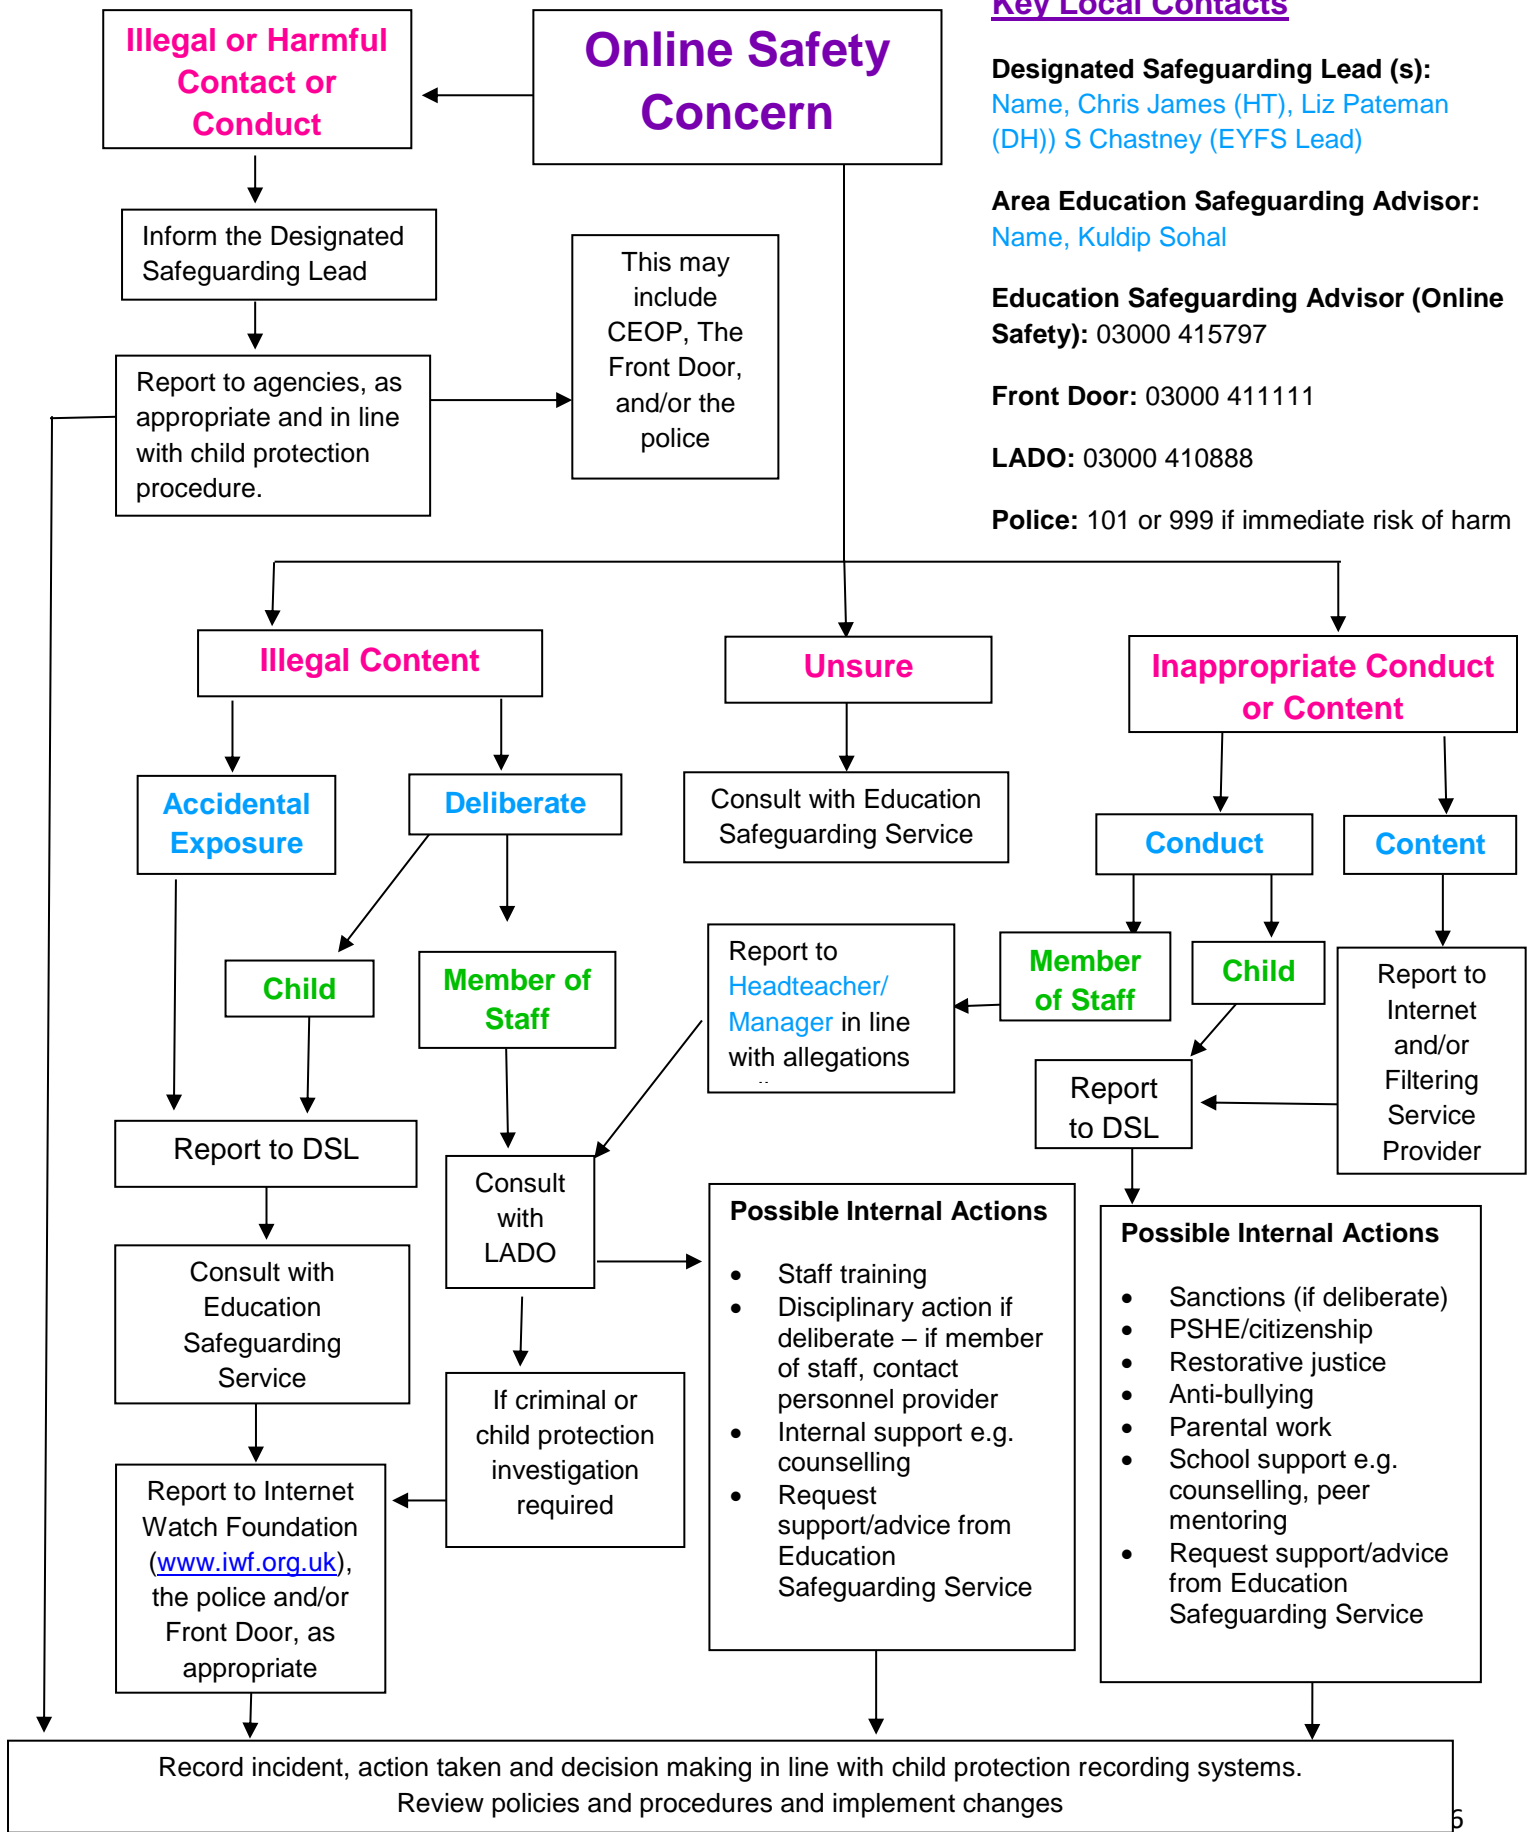 Key Local Contacts
Illegal or Harmful
Contact or
Conduct
Online Safety
Concern
Designated Safeguarding Lead (s):
Name, Chris James (HT), Liz Pateman
(DH)) S Chastney (EYFS Lead)
Area Education Safeguarding Advisor:
Name, Kuldip Sohal
Education Safeguarding Advisor (Online
Safety): 03000 415797
Front Door: 03000 411111
LADO: 03000 410888
Police: 101 or 999 if immediate risk of harm
Inform the Designated
Safeguarding Lead
This may
include
CEOP, The
Front Door,
and/or the
police
Report to agencies, as
appropriate and in line
with child protection
procedure.
Illegal Content
Unsure
Inappropriate Conduct
or Content
Accidental
Exposure
Deliberate
Consult with Education
Safeguarding Service
Conduct
Content
Child
Member of
Staff
Report to
Headteacher/
Manager in line
with allegations
Member
of Staff
Child
Report to
Internet
and/or
Filtering
Service
Provider
Report to DSL
Report
to DSL
Consult
with
LADO
Consult with
Education
Safeguarding
Service
If criminal or
child protection
investigation
required
Report to Internet
Watch Foundation
(www.iwf.org.uk),
the police and/or
Front Door, as
appropriate
Possible Internal Actions
• Staff training
• Disciplinary action if
deliberate – if member
of staff, contact
personnel provider
• Internal support e.g.
counselling
• Request
support/advice from
Education
Safeguarding Service
Possible Internal Actions
• Sanctions (if deliberate)
• PSHE/citizenship
• Restorative justice
• Anti-bullying
• Parental work
• School support e.g.
counselling, peer
mentoring
• Request support/advice
from Education
Safeguarding Service
Record incident, action taken and decision making in line with child protection recording systems.
Review policies and procedures and implement changes
6